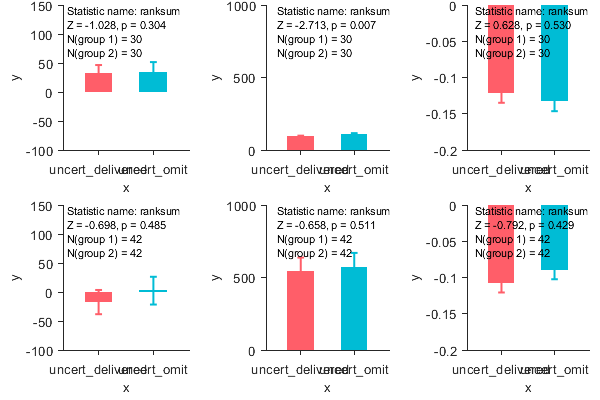 Statistic name: ranksum
Z = -1.028, p = 0.304
N(group 1) = 30
N(group 2) = 30
150
100
50
0
-50
-100
y
uncert_delivered
uncert_omit
x
Statistic name: ranksum
Z = -2.713, p = 0.007
N(group 1) = 30
N(group 2) = 30
1000
500
0
y
uncert_delivered
uncert_omit
x
Statistic name: ranksum
Z = 0.628, p = 0.530
N(group 1) = 30
N(group 2) = 30
0
-0.05
-0.1
-0.15
-0.2
y
uncert_delivered
uncert_omit
x
Statistic name: ranksum
Z = -0.698, p = 0.485
N(group 1) = 42
N(group 2) = 42
150
100
50
0
-50
-100
y
uncert_delivered
uncert_omit
x
Statistic name: ranksum
Z = -0.658, p = 0.511
N(group 1) = 42
N(group 2) = 42
1000
500
0
y
uncert_delivered
uncert_omit
x
Statistic name: ranksum
Z = -0.792, p = 0.429
N(group 1) = 42
N(group 2) = 42
0
-0.05
-0.1
-0.15
-0.2
y
uncert_delivered
uncert_omit
x